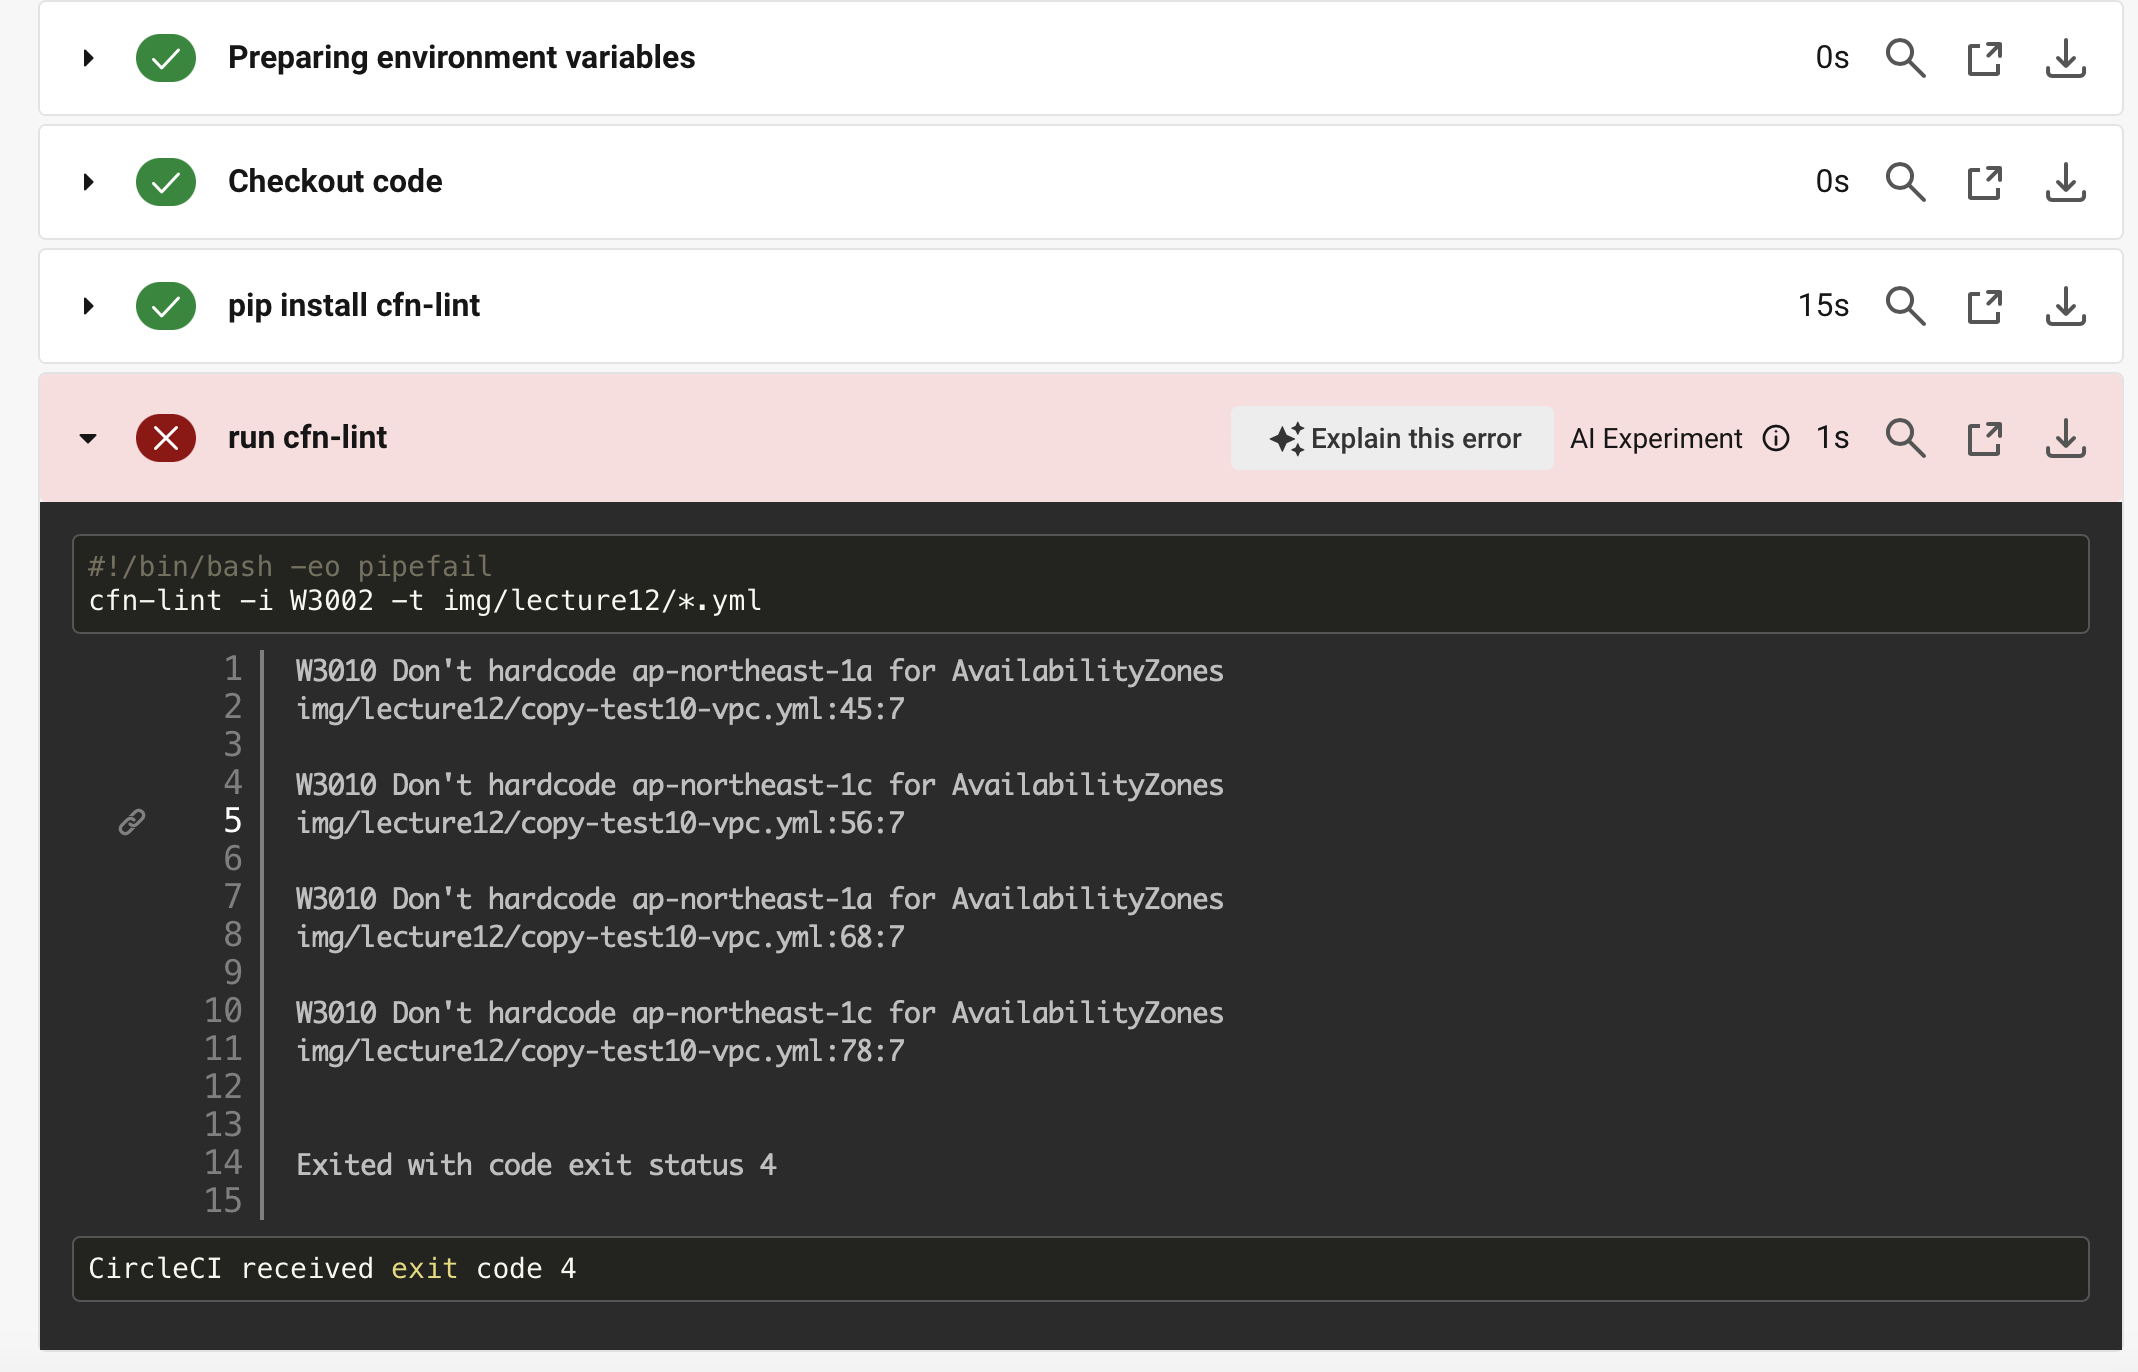 Preparing environment variables 0s
Checkout code 0s
pip install cfn-lint 15s
run cfn-lint Explain this error AI Experiment 1s
#!/bin/bash -eo pipefail
cfn-lint -i W3002 -t img/lecture12/*.yml
1 W3010 Don't hardcode ap-northeast-1a for AvailabilityZones
2 img/lecture12/copy-test10-vpc.yml:45:7
3
4 W3010 Don't hardcode ap-northeast-1c for AvailabilityZones
5 img/lecture12/copy-test10-vpc.yml:56:7
6
7 W3010 Don't hardcode ap-northeast-1a for AvailabilityZones
8 img/lecture12/copy-test10-vpc.yml:68:7
9
10 W3010 Don't hardcode ap-northeast-1c for AvailabilityZones
11 img/lecture12/copy-test10-vpc.yml:78:7
12
13
14 Exited with code exit status 4
15
CircleCI received exit code 4